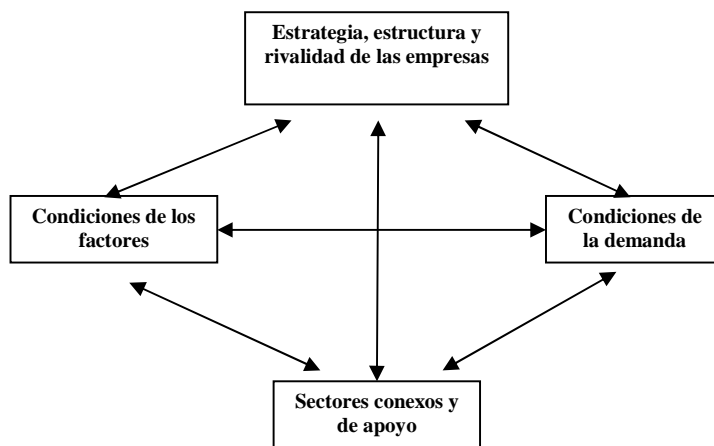 Estrategia, estructura y
rivalidad de las empresas
Condiciones de los
factores
Condiciones de
la demanda
Sectores conexos y
de apoyo